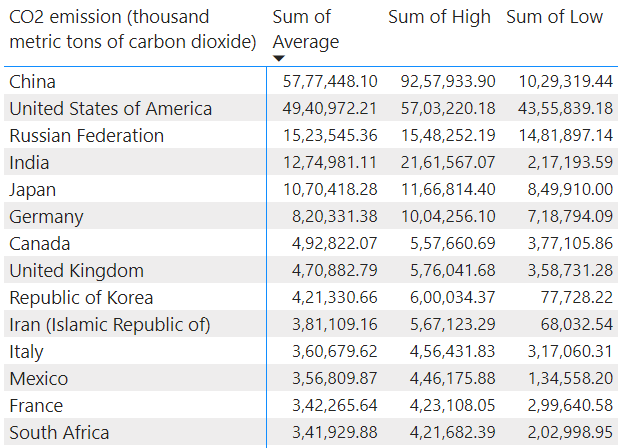 CO2 emission (thousand metric tons of carbon dioxide) Sum of Average Sum of High Sum of Low
China 57,77,448.10 92,57,933.90 10,29,319.44
United States of America 49,40,972.21 57,03,220.18 43,55,839.18
Russian Federation 15,23,545.36 15,48,252.19 14,81,897.14
India 12,74,981.11 21,61,567.07 2,17,193.59
Japan 10,70,418.28 11,66,814.40 8,49,910.00
Germany 8,20,331.38 10,04,256.10 7,18,794.09
Canada 4,92,822.07 5,57,660.69 3,77,105.86
United Kingdom 4,70,882.79 5,76,041.68 3,58,731.28
Republic of Korea 4,21,330.66 6,00,034.37 77,728.22
Iran (Islamic Republic of) 3,81,109.16 5,67,123.29 68,032.54
Italy 3,60,679.62 4,56,431.83 3,17,060.31
Mexico 3,56,809.87 4,46,175.88 1,34,558.20
France 3,42,265.64 4,23,108.05 2,99,640.58
South Africa 3,41,929.88 4,21,682.39 2,02,998.95